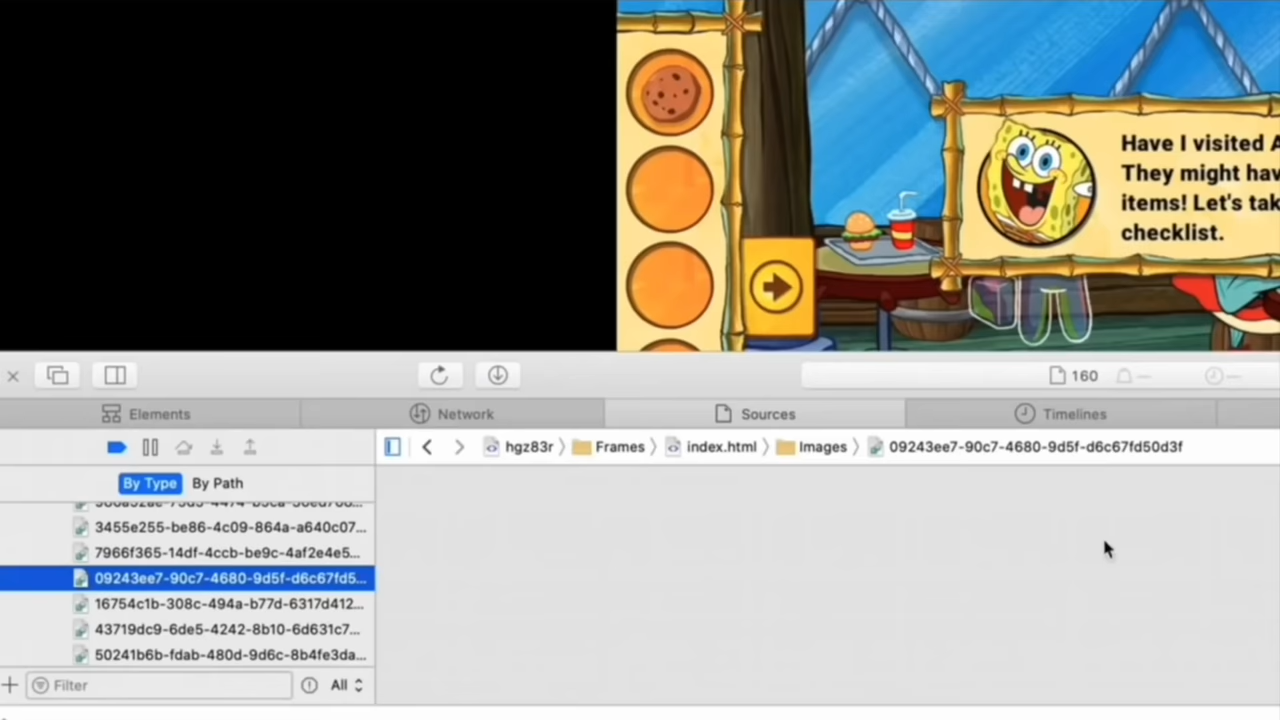 Have I visited A
They might hav
items! Let's tak
checklist.
160
Elements
Network
Sources
Timelines
hgz83r
Frames
index.html
Images
09243ee7-90c7-4680-9d5f-d6c67fd50d3f
By Type
By Path
3455e255-be86-4c09-864a-a640c07...
7966f365-14df-4ccb-be9c-4af2e4e5...
09243ee7-90c7-4680-9d5f-d6c67fd5...
16754c1b-308c-494a-b77d-6317d412...
43719dc9-6de5-4242-8b10-6d631c7...
50241b6b-fdab-480d-9d6c-8b4fe3da...
Filter
All